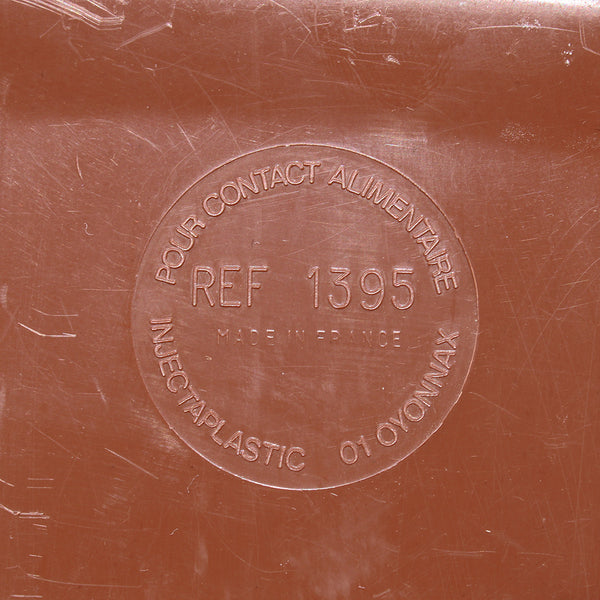 POUR CONTACT ALIMENTAIRE
REF 1395
MADE IN FRANCE
INJECTAPLASTIC 01 OYONNAX